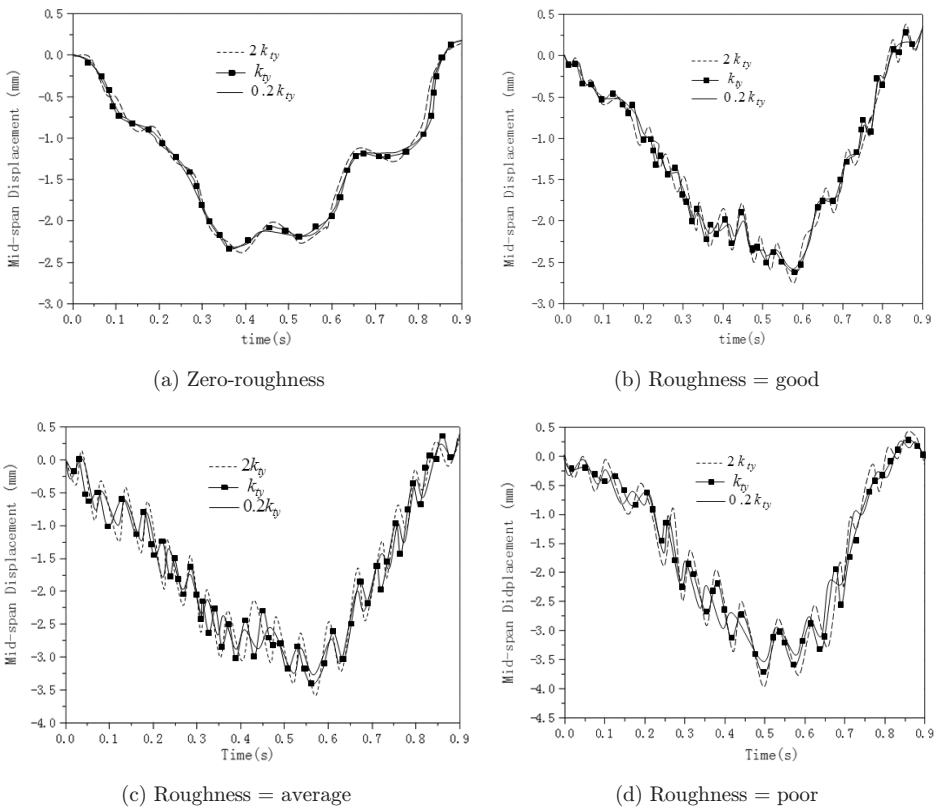 0.5
0.0
-0.5
-1.0
-1.5
-2.0
-2.5
-3.0
Mid-span Displacement (mm)
2 k_ty
k_ty
0.2 k_ty
0.0 0.1 0.2 0.3 0.4 0.5 0.6 0.7 0.8 0.9
time(s)
(a) Zero-roughness
0.5
0.0
-0.5
-1.0
-1.5
-2.0
-2.5
-3.0
Mid-span Displacement (mm)
2 k_ty
k_ty
0.2 k_ty
0.0 0.1 0.2 0.3 0.4 0.5 0.6 0.7 0.8 0.9
time(s)
(b) Roughness = good
0.5
0.0
-0.5
-1.0
-1.5
-2.0
-2.5
-3.0
-3.5
-4.0
Mid-span Displacement (mm)
2k_ty
k_ty
0.2k_ty
0.0 0.1 0.2 0.3 0.4 0.5 0.6 0.7 0.8 0.9
Time(s)
(c) Roughness = average
0.5
0.0
-0.5
-1.0
-1.5
-2.0
-2.5
-3.0
-3.5
-4.0
-4.5
Mid-span Didplacement (mm)
2 k_ty
k_ty
0.2 k_ty
0.0 0.1 0.2 0.3 0.4 0.5 0.6 0.7 0.8 0.9
Time(s)
(d) Roughness = poor